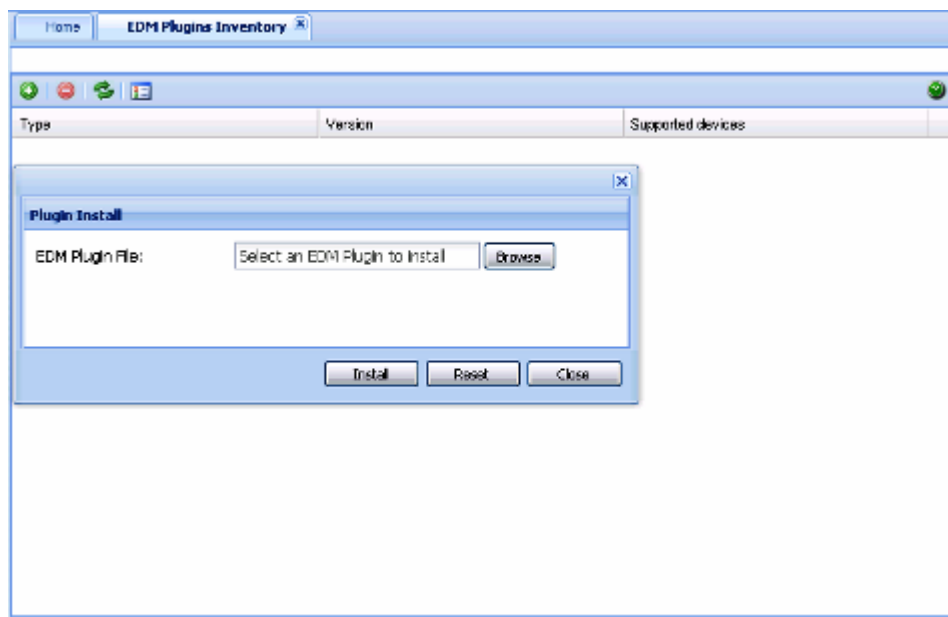 Home EDM Plugins Inventory
Type Version Supported devices
Plugin Install
EDM Plugin File: Select an EDM Plugin to install Browse
Install Reset Close